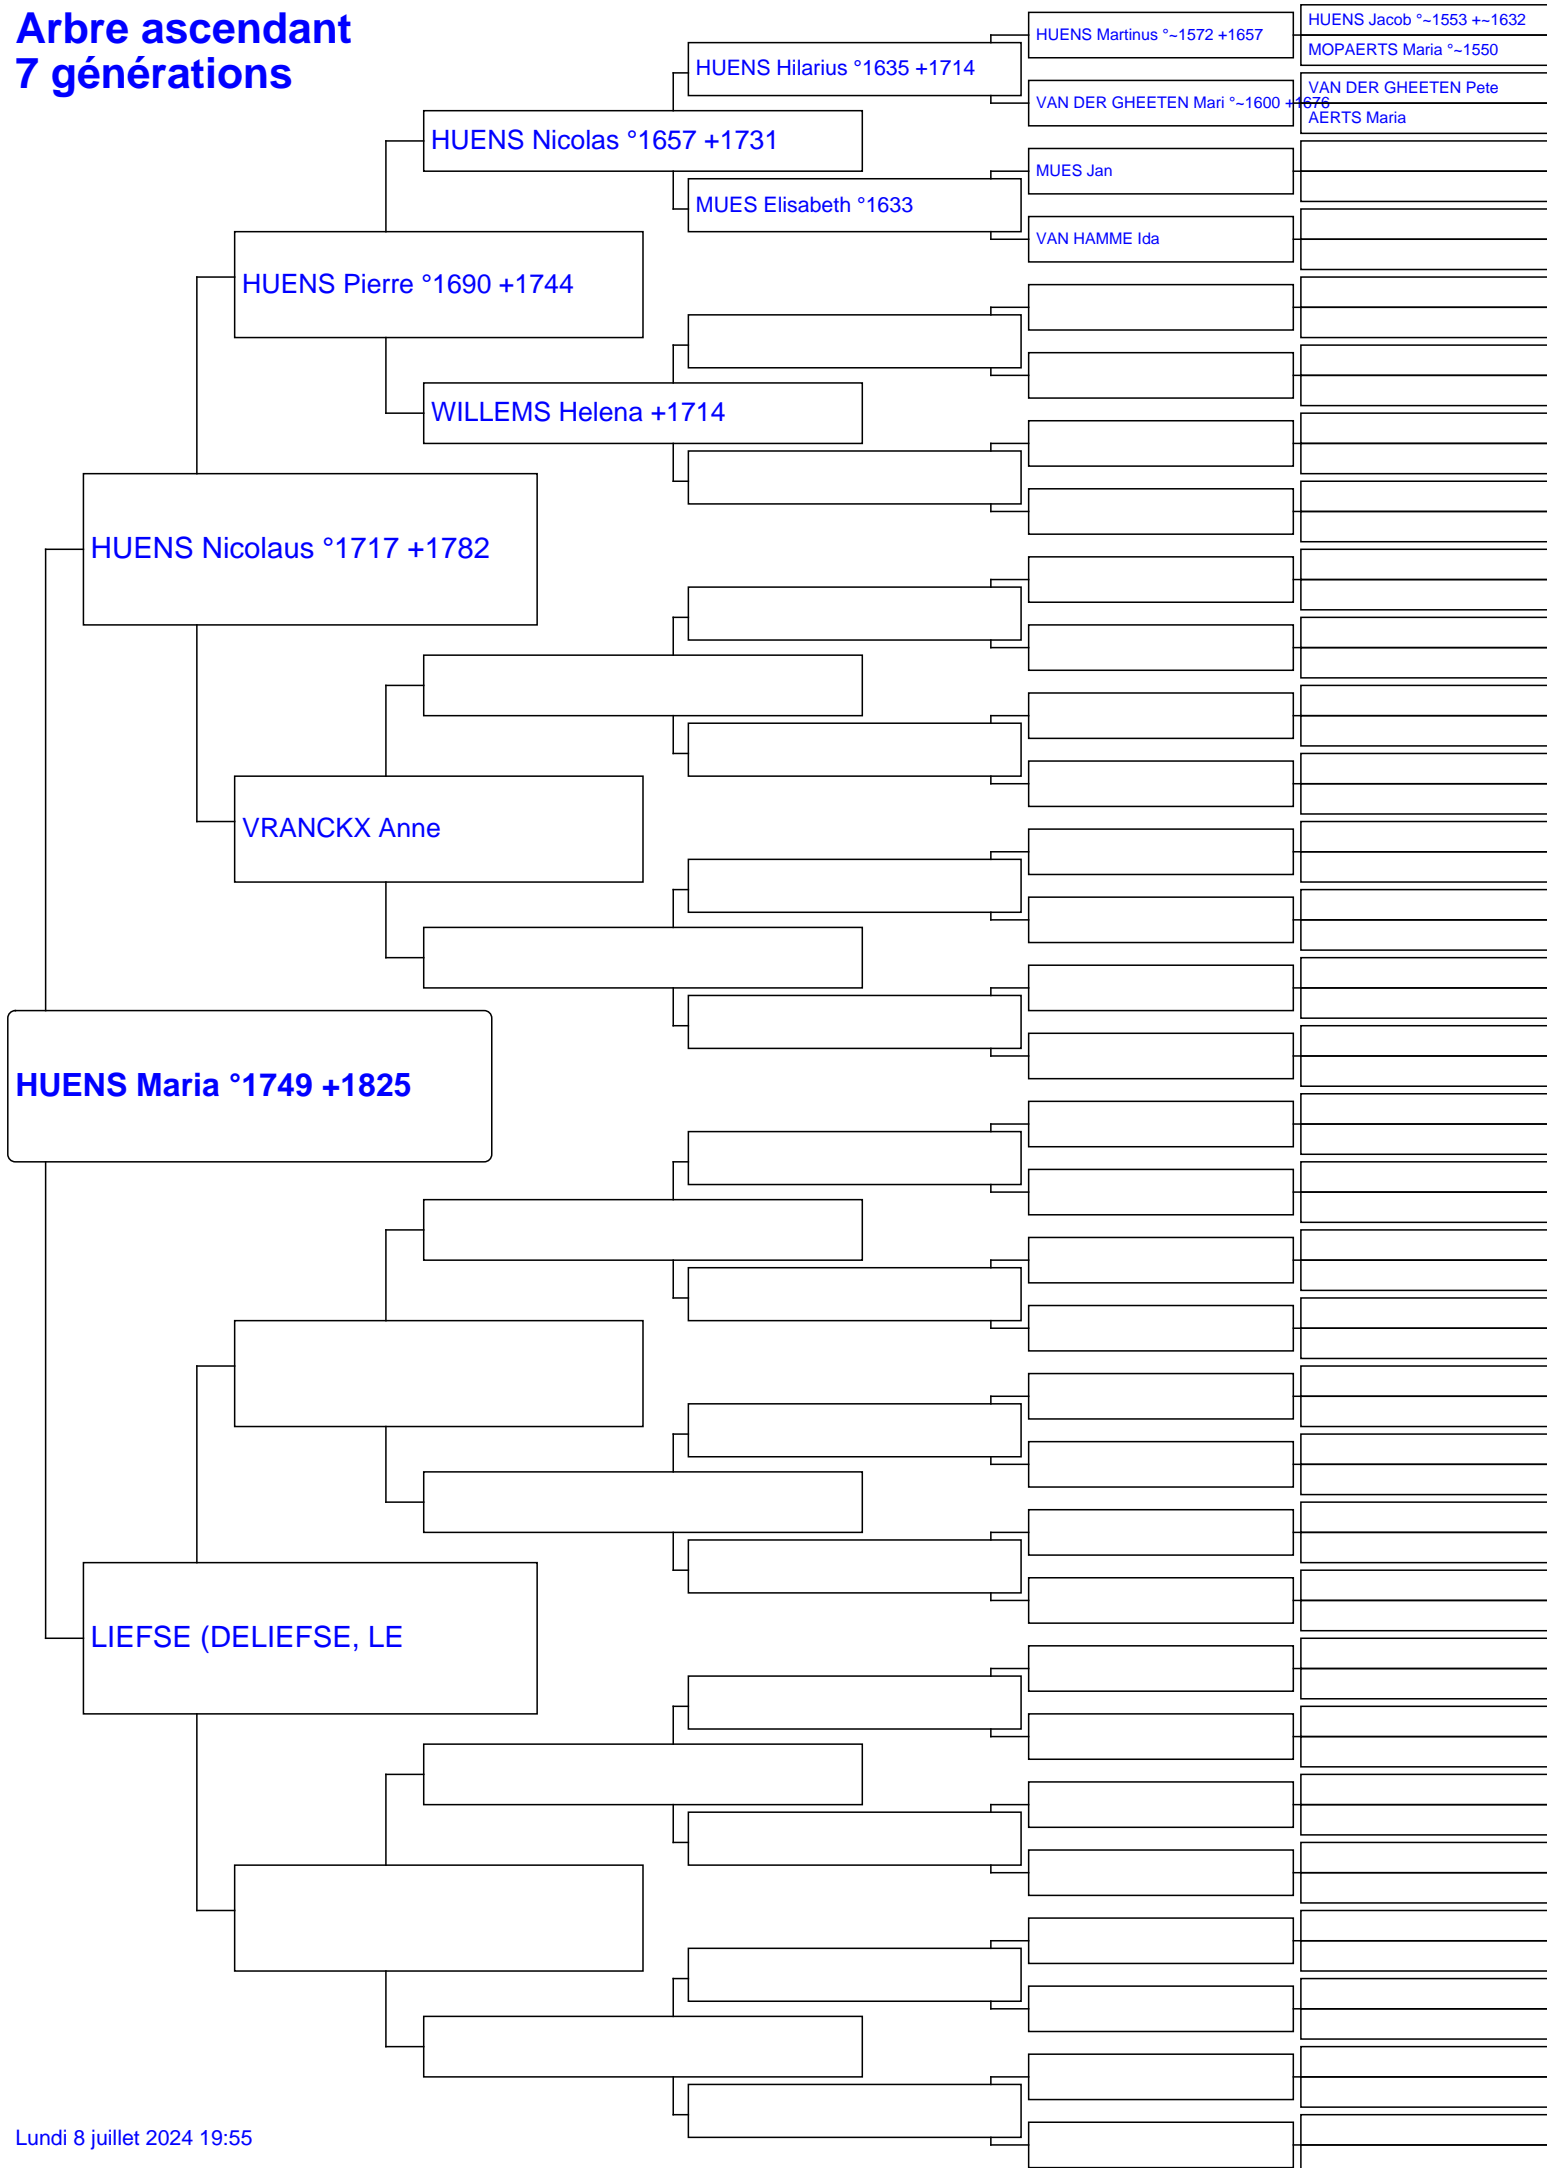 Arbre ascendant
7 générations
HUENS Jacob °~1553 +~1632
HUENS Martinus °~1572 +1657
MOPAERTS Maria °~1550
HUENS Hilarius °1635 +1714
VAN DER GHEETEN Pete
VAN DER GHEETEN Mari °~1600 +1676
AERTS Maria
HUENS Nicolas °1657 +1731
MUES Jan
MUES Elisabeth °1633
VAN HAMME Ida
HUENS Pierre °1690 +1744
WILLEMS Helena +1714
HUENS Nicolaus °1717 +1782
VRANCKX Anne
HUENS Maria °1749 +1825
LIEFSE (DELIEFSE, LE
Lundi 8 juillet 2024 19:55